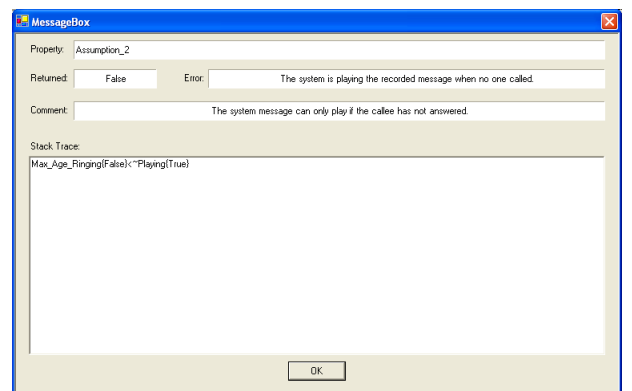 MessageBox
Property: Assumption_2
Returned: False Error: The system is playing the recorded message when no one called.
Comment: The system message can only play if the callee has not answered.
Stack Trace:
Max_Age_Ringing{False}<~Playing{True}
OK